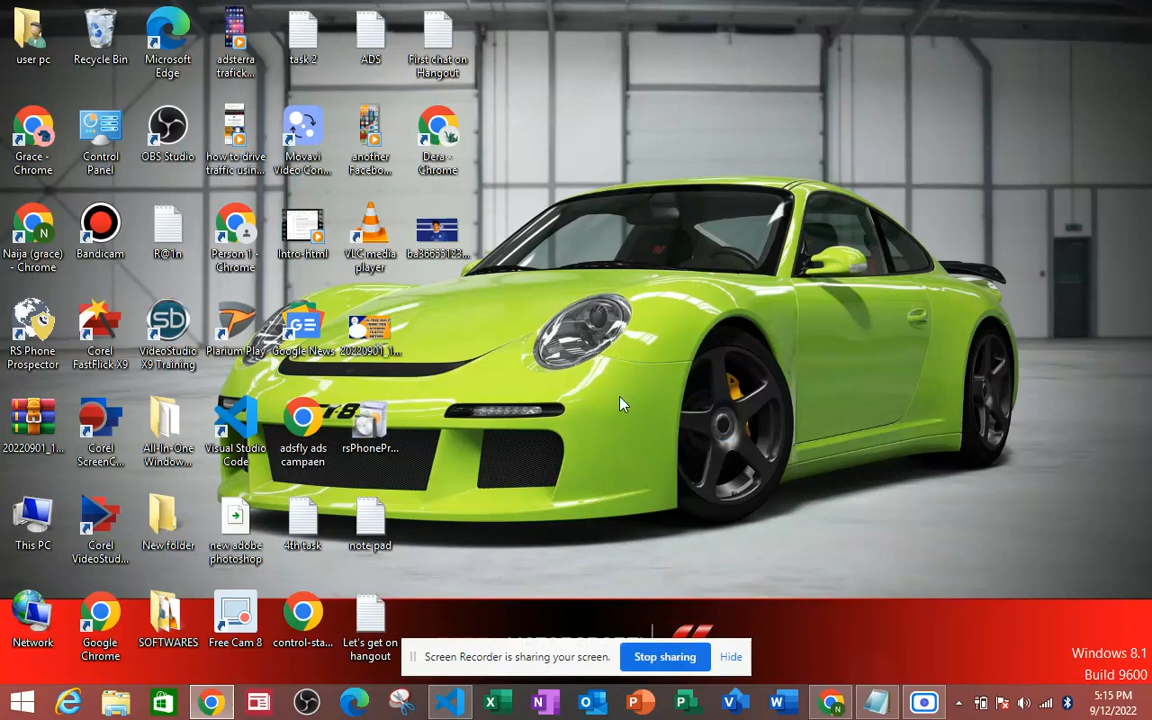 user pc
Recycle Bin
Microsoft
Edge
adsterra
trafick...
task 2
ADS
First chat on
Hangout
Grace -
Chrome
Control
Panel
OBS Studio
how to drive
traffic usin...
Movavi
Video Con...
another
Facebo...
Dera -
Chrome
Naija (grace)
- Chrome
Bandicam
R@1n
Person 1 -
Chrome
Intro-html
VLC media
player
ba36655123...
RS Phone
Prospector
Corel
FastFlick X9
VideoStudio
X9 Training
Plarium Play
Google News
20220901_1...
20220901_1...
Corel
ScreenC...
All-In-One
Window...
Visual Studio
Code
adsfly ads
campaen
rsPhonePr...
This PC
Corel
VideoStud...
New folder
new adobe
photoshop
4th task
note pad
Network
Google
Chrome
SOFTWARES
Free Cam 8
control-sta...
Let's get on
hangout
Screen Recorder is sharing your screen.
Stop sharing
Hide
Windows 8.1
Build 9600
5:15 PM
9/12/2022